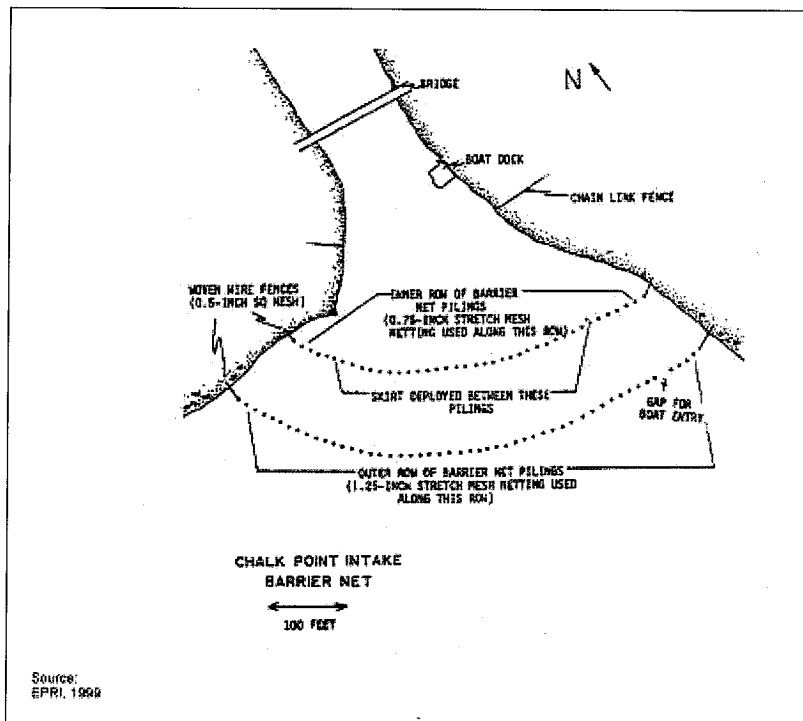 BRIDGE
N
BOAT DOCK
CHAIN LINK FENCE
WOVEN WIRE FENCES
(0.5-INCH SQ MESH)
INNER ROW OF BARRIER
NET PILINGS
(0.75-INCH STRETCH MESH
NETTING USED ALONG THIS ROW)
SKIRT DEPLOYED BETWEEN THESE
PILINGS
GAP FOR
BOAT ENTRY
OUTER ROW OF BARRIER NET PILINGS
(1.25-INCH STRETCH MESH NETTING USED
ALONG THIS ROW)
CHALK POINT INTAKE
BARRIER NET
100 FEET
Source:
EPRI, 1999